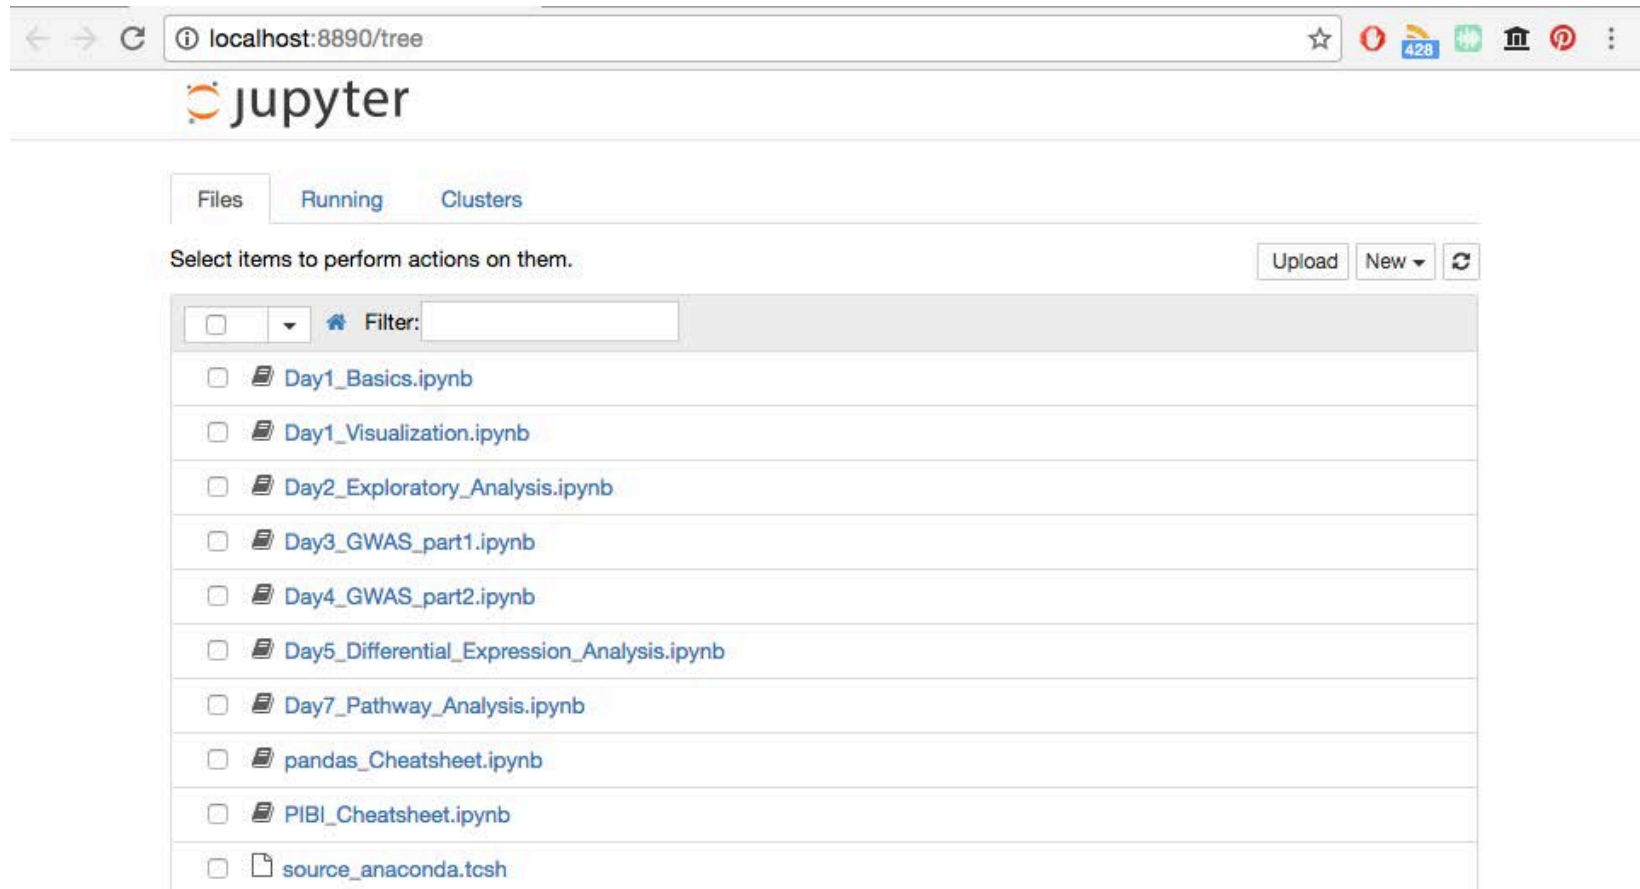 localhost:8890/tree
428
jupyter
Files Running Clusters
Select items to perform actions on them.
Upload New
Filter:
Day1_Basics.ipynb
Day1_Visualization.ipynb
Day2_Exploratory_Analysis.ipynb
Day3_GWAS_part1.ipynb
Day4_GWAS_part2.ipynb
Day5_Differential_Expression_Analysis.ipynb
Day7_Pathway_Analysis.ipynb
pandas_Cheatsheet.ipynb
PIBI_Cheatsheet.ipynb
source_anaconda.tcsh